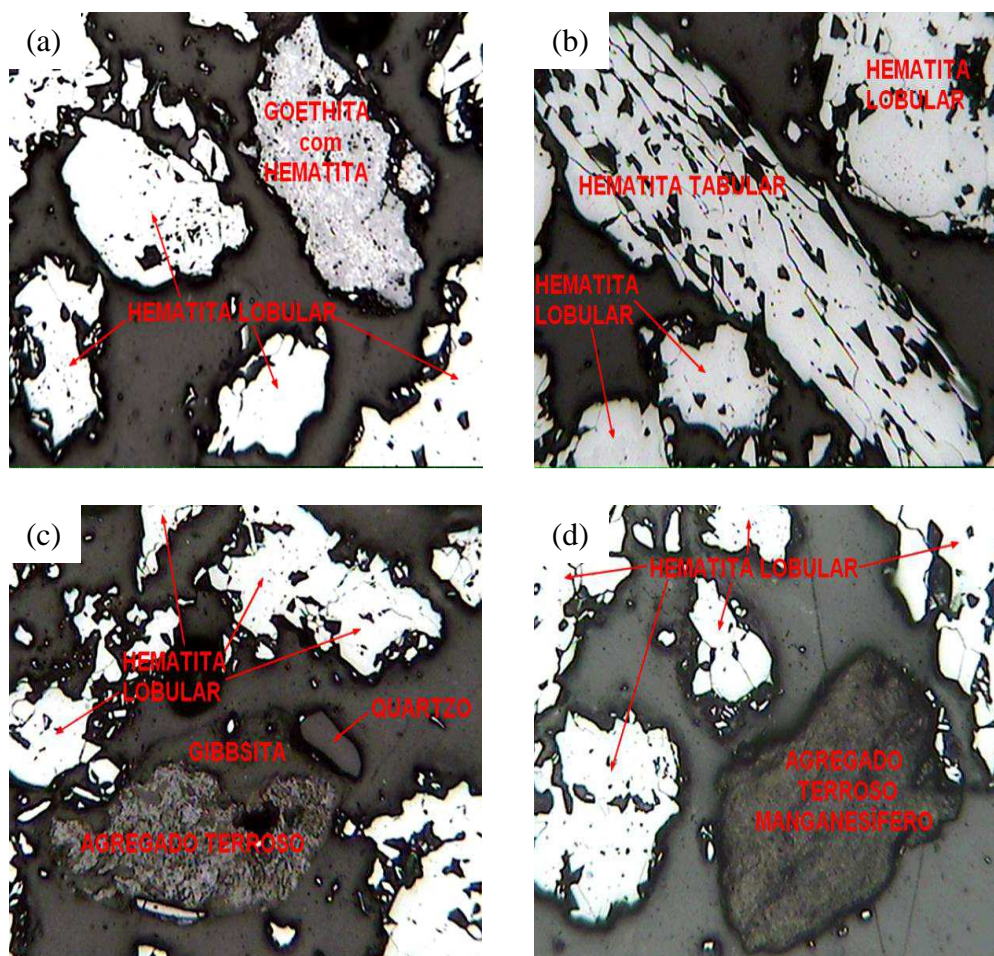 (a)
GOETHITA
com
HEMATITA
HEMATITA LOBULAR
(b)
HEMATITA
LOBULAR
HEMATITA TABULAR
HEMATITA
LOBULAR
(c)
HEMATITA
LOBULAR
QUARTZO
GIBBSITA
AGREGADO TERROSO
(d)
HEMATITA LOBULAR
AGREGADO
TERROSO
MANGANESÍFERO